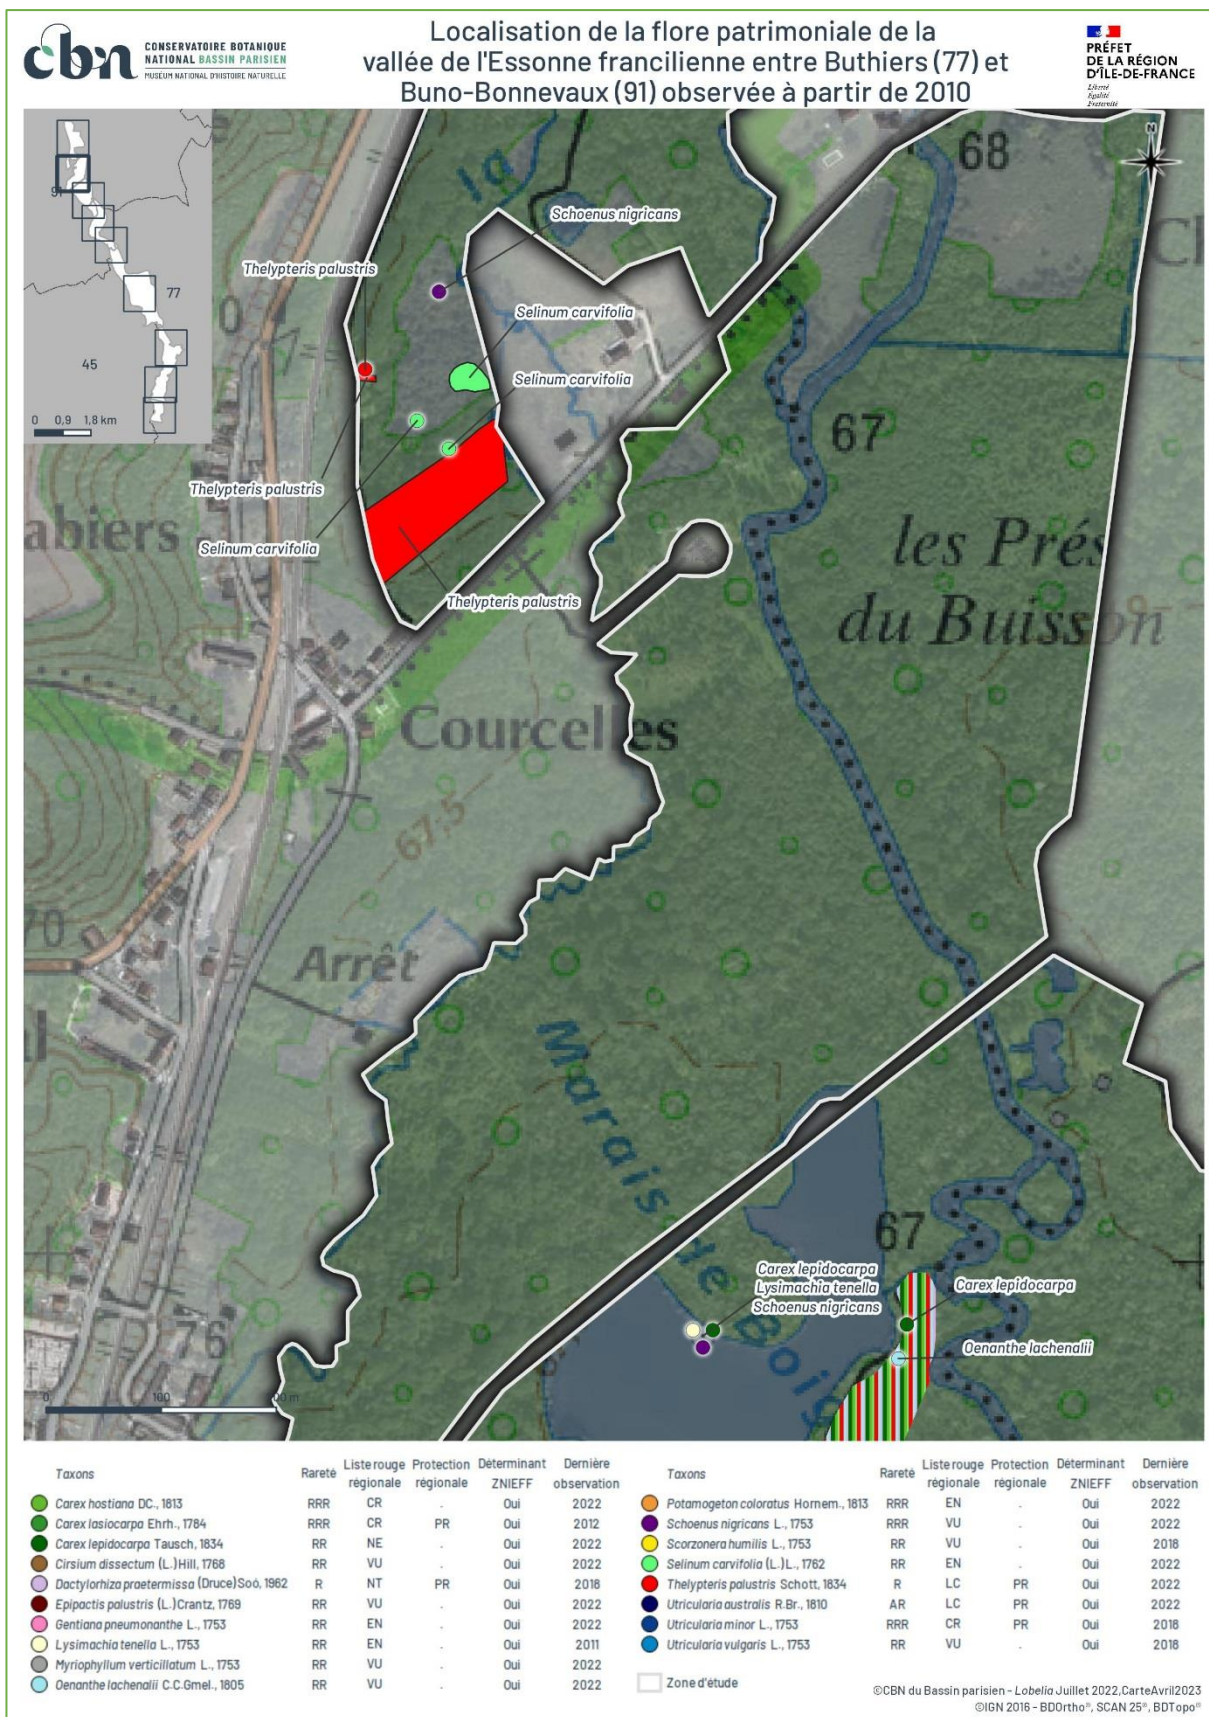 cbn
CONSERVATOIRE BOTANIQUE
NATIONAL BASSIN PARISIEN
MUSÉUM NATIONAL D'HISTOIRE NATURELLE
Localisation de la flore patrimoniale de la
vallée de l'Essonne francilienne entre Buthiers (77) et
Buno-Bonnevaux (91) observée à partir de 2010
PRÉFET
DE LA RÉGION
D'ÎLE-DE-FRANCE
Liberté
Égalité
Fraternité
91
77
45
0 0,9 1,8 km
la
68
Schoenus nigricans
Thelypteris palustris
Selinum carvifolia
Selinum carvifolia
67
Thelypteris palustris
Selinum carvifolia
abiers
les Prés
du Buisson
Thelypteris palustris
Courcelles
67,5
70
Arrêt
Marais de Bois
67
76
Carex lepidocarpa
Lysimachia tenella
Schoenus nigricans
Carex lepidocarpa
Oenanthe lachenalii
0 100
Taxons Rareté Liste rouge régionale Protection régionale Déterminant ZNIEFF Dernière observation
Carex hostiana DC., 1813 RRR CR . Oui 2022
Carex lasiocarpa Ehrh., 1784 RRR CR PR Oui 2012
Carex lepidocarpa Tausch, 1834 RR NE . Oui 2022
Cirsium dissectum (L.) Hill, 1768 RR VU . Oui 2022
Dactylorhiza praetermissa (Druce) Soó, 1962 R NT PR Oui 2018
Epipactis palustris (L.) Crantz, 1769 RR VU . Oui 2022
Gentiana pneumonanthe L., 1753 RR EN . Oui 2022
Lysimachia tenella L., 1753 RR EN . Oui 2011
Myriophyllum verticillatum L., 1753 RR VU . Oui 2022
Oenanthe lachenalii C.C.Gmel., 1805 RR VU . Oui 2022
Taxons Rareté Liste rouge régionale Protection régionale Déterminant ZNIEFF Dernière observation
Potamogeton coloratus Hornem., 1813 RRR EN . Oui 2022
Schoenus nigricans L., 1753 RRR VU . Oui 2022
Scorzonera humilis L., 1753 RR VU . Oui 2018
Selinum carvifolia (L.) L., 1762 RR EN . Oui 2022
Thelypteris palustris Schott, 1834 R LC PR Oui 2022
Utricularia australis R.Br., 1810 AR LC PR Oui 2022
Utricularia minor L., 1753 RRR CR PR Oui 2018
Utricularia vulgaris L., 1753 RR VU . Oui 2018
Zone d'étude
©CBN du Bassin parisien - Lobelia Juillet 2022,CarteAvril2023
©IGN 2016 - BDOrtho®, SCAN 25®, BDTopo®